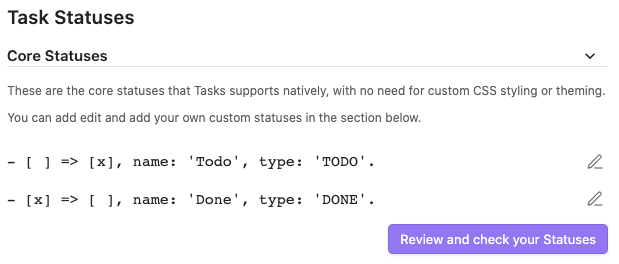 Task Statuses
Core Statuses
These are the core statuses that Tasks supports natively, with no need for custom CSS styling or theming.
You can add edit and add your own custom statuses in the section below.
- [ ] => [x], name: 'Todo', type: 'TODO'.
- [x] => [ ], name: 'Done', type: 'DONE'.
Review and check your Statuses